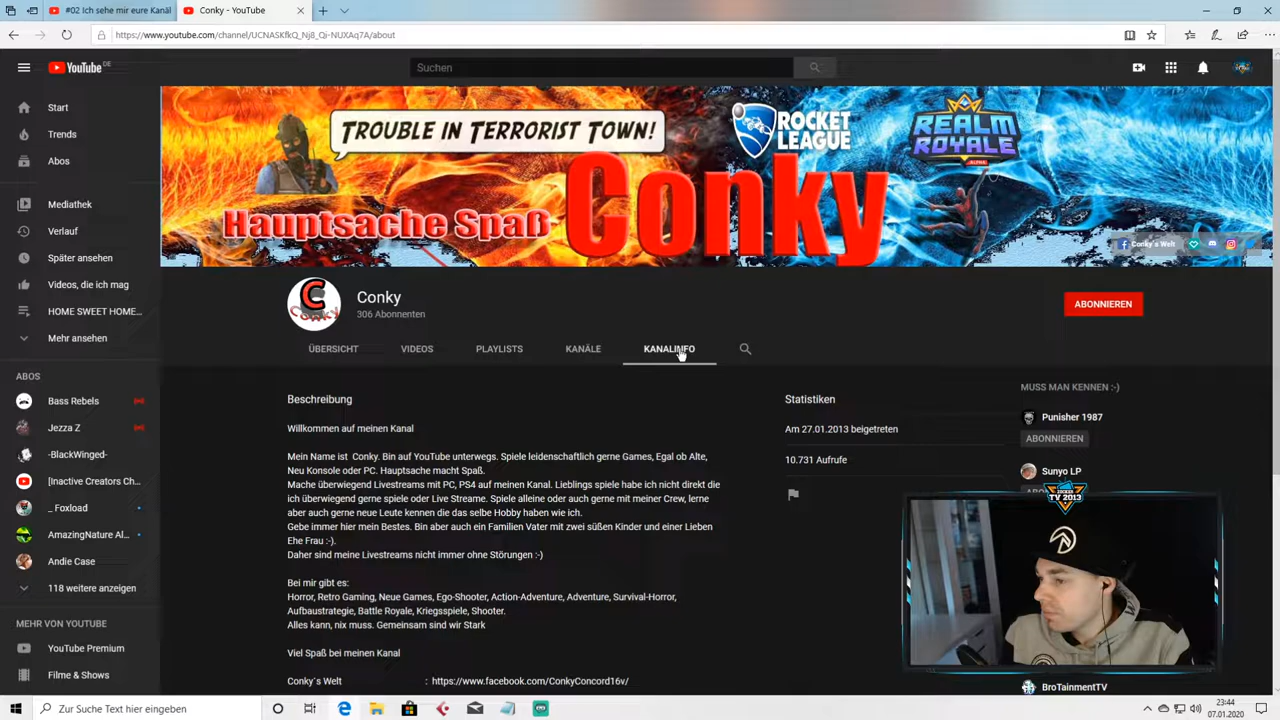 #02 Ich sehe mir eure Kanäl
Conky - YouTube
https://www.youtube.com/channel/UCNASKfkQ_Nj8_Qi-NUXAq7A/about
YouTube DE
Suchen
Start
Trends
Abos
Mediathek
Verlauf
Später ansehen
Videos, die ich mag
HOME SWEET HOME...
Mehr ansehen
ABOS
Bass Rebels
Jezza Z
-BlackWinged-
[Inactive Creators Ch...
_ Foxload
AmazingNature Al...
Andie Case
118 weitere anzeigen
MEHR VON YOUTUBE
YouTube Premium
Filme & Shows
TROUBLE IN TERRORIST TOWN!
ROCKET LEAGUE
REALM ROYALE
ALPHA
Hauptsache Spaß
Conky
Conky´s Welt
C
Conky
Conky
306 Abonnenten
ABONNIEREN
ÜBERSICHT
VIDEOS
PLAYLISTS
KANÄLE
KANALINFO
Beschreibung
Willkommen auf meinen Kanal
Mein Name ist Conky. Bin auf YouTube unterwegs. Spiele leidenschaftlich gerne Games, Egal ob Alte,
Neu Konsole oder PC. Hauptsache macht Spaß.
Mache überwiegend Livestreams mit PC, PS4 auf meinen Kanal. Lieblings spiele habe ich nicht direkt die
ich überwiegend gerne spiele oder Live Streame. Spiele alleine oder auch gerne mit meiner Crew, lerne
aber auch gerne neue Leute kennen die das selbe Hobby haben wie ich.
Gebe immer hier mein Bestes. Bin aber auch ein Familien Vater mit zwei süßen Kinder und einer Lieben
Ehe Frau :-).
Daher sind meine Livestreams nicht immer ohne Störungen :-)
Bei mir gibt es:
Horror, Retro Gaming, Neue Games, Ego-Shooter, Action-Adventure, Adventure, Survival-Horror,
Aufbaustrategie, Battle Royale, Kriegsspiele, Shooter.
Alles kann, nix muss. Gemeinsam sind wir Stark
Viel Spaß bei meinen Kanal
Conky´s Welt : https://www.facebook.com/ConkyConcord16v/
Statistiken
Am 27.01.2013 beigetreten
10.731 Aufrufe
MUSS MAN KENNEN :-)
Punisher 1987
ABONNIEREN
Sunyo LP
ZOCKER
TV 2013
BroTainmentTV
Zur Suche Text hier eingeben
23:44
07.01.2020